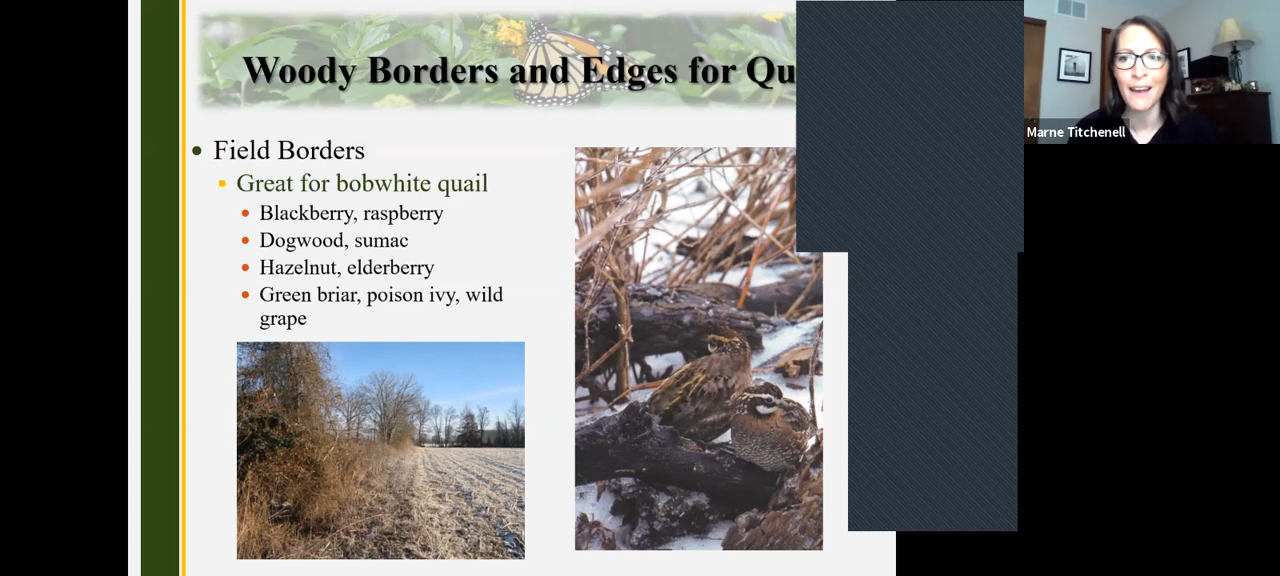 Woody Borders and Edges for Qu
Field Borders
Great for bobwhite quail
Blackberry, raspberry
Dogwood, sumac
Hazelnut, elderberry
Green briar, poison ivy, wild
grape
Marne Titchenell